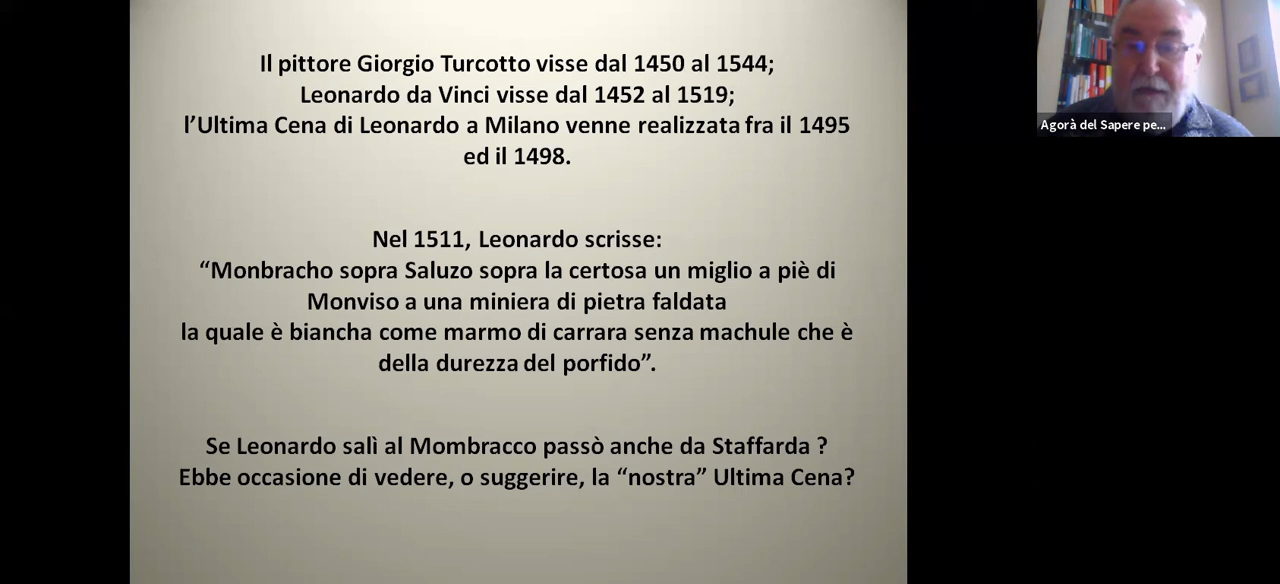 Il pittore Giorgio Turcotto visse dal 1450 al 1544;
Leonardo da Vinci visse dal 1452 al 1519;
l’Ultima Cena di Leonardo a Milano venne realizzata fra il 1495
ed il 1498.
Nel 1511, Leonardo scrisse:
“Monbracho sopra Saluzo sopra la certosa un miglio a piè di
Monviso a una miniera di pietra faldata
la quale è biancha come marmo di carrara senza machule che è
della durezza del porfido”.
Se Leonardo salì al Mombracco passò anche da Staffarda ?
Ebbe occasione di vedere, o suggerire, la “nostra” Ultima Cena?
Agorà del Sapere pe...